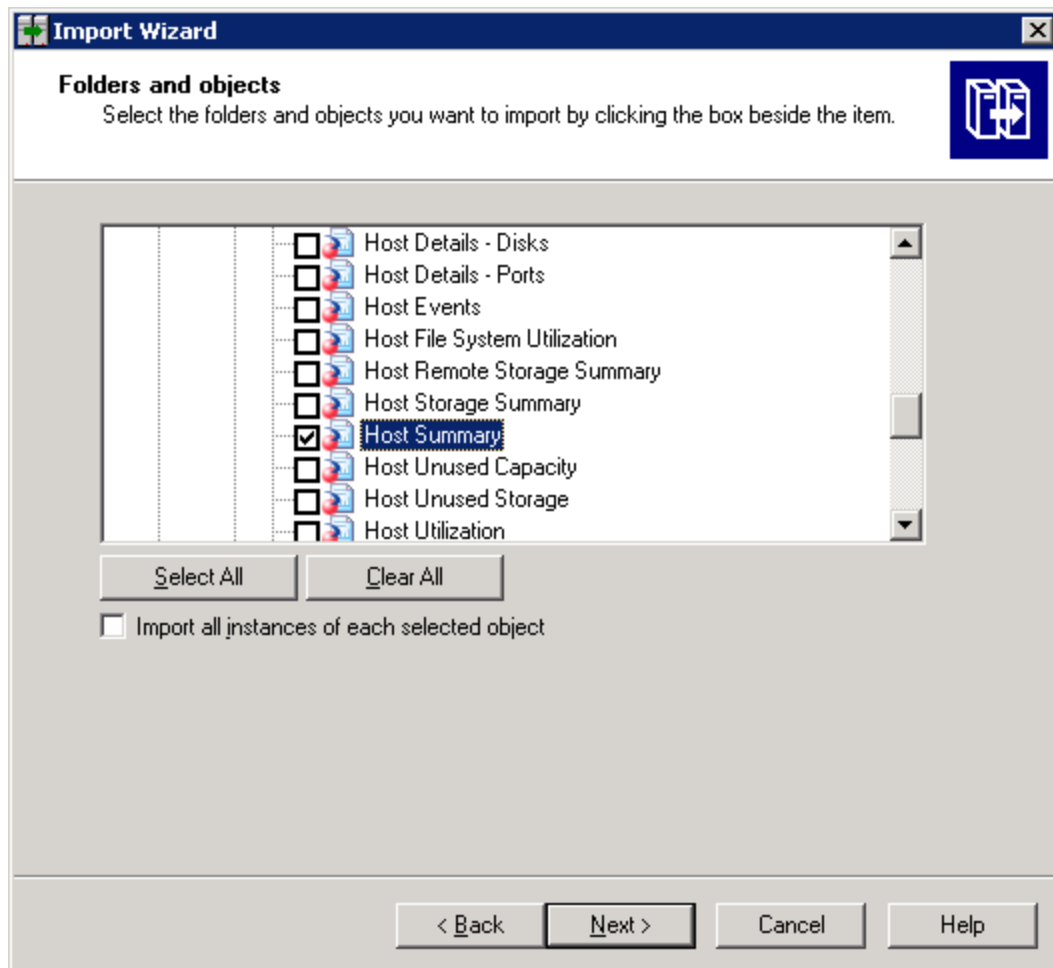 Import Wizard
Folders and objects
Select the folders and objects you want to import by clicking the box beside the item.
Host Details - Disks
Host Details - Ports
Host Events
Host File System Utilization
Host Remote Storage Summary
Host Storage Summary
Host Summary
Host Unused Capacity
Host Unused Storage
Host Utilization
Select All Clear All
Import all instances of each selected object
< Back Next > Cancel Help